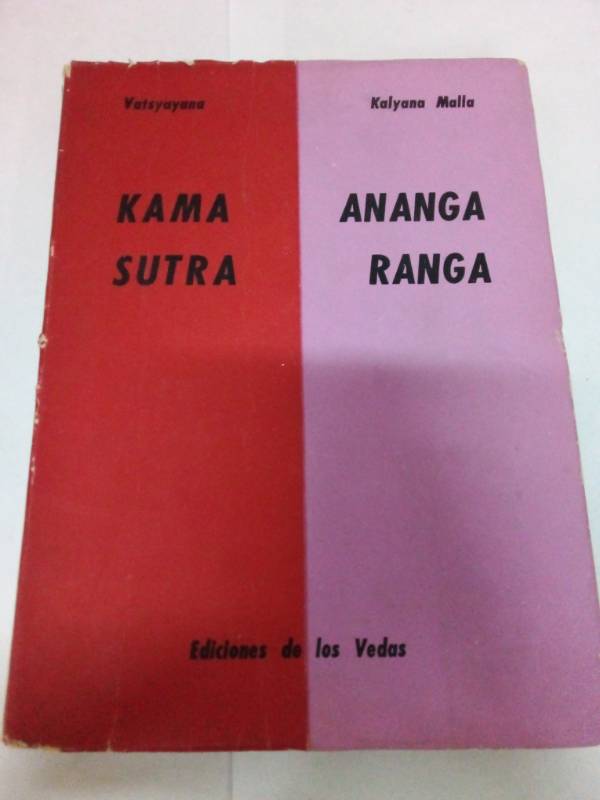 Vatsyayana
KAMA
SUTRA
Kalyana Malla
ANANGA
RANGA
Ediciones de los Vedas